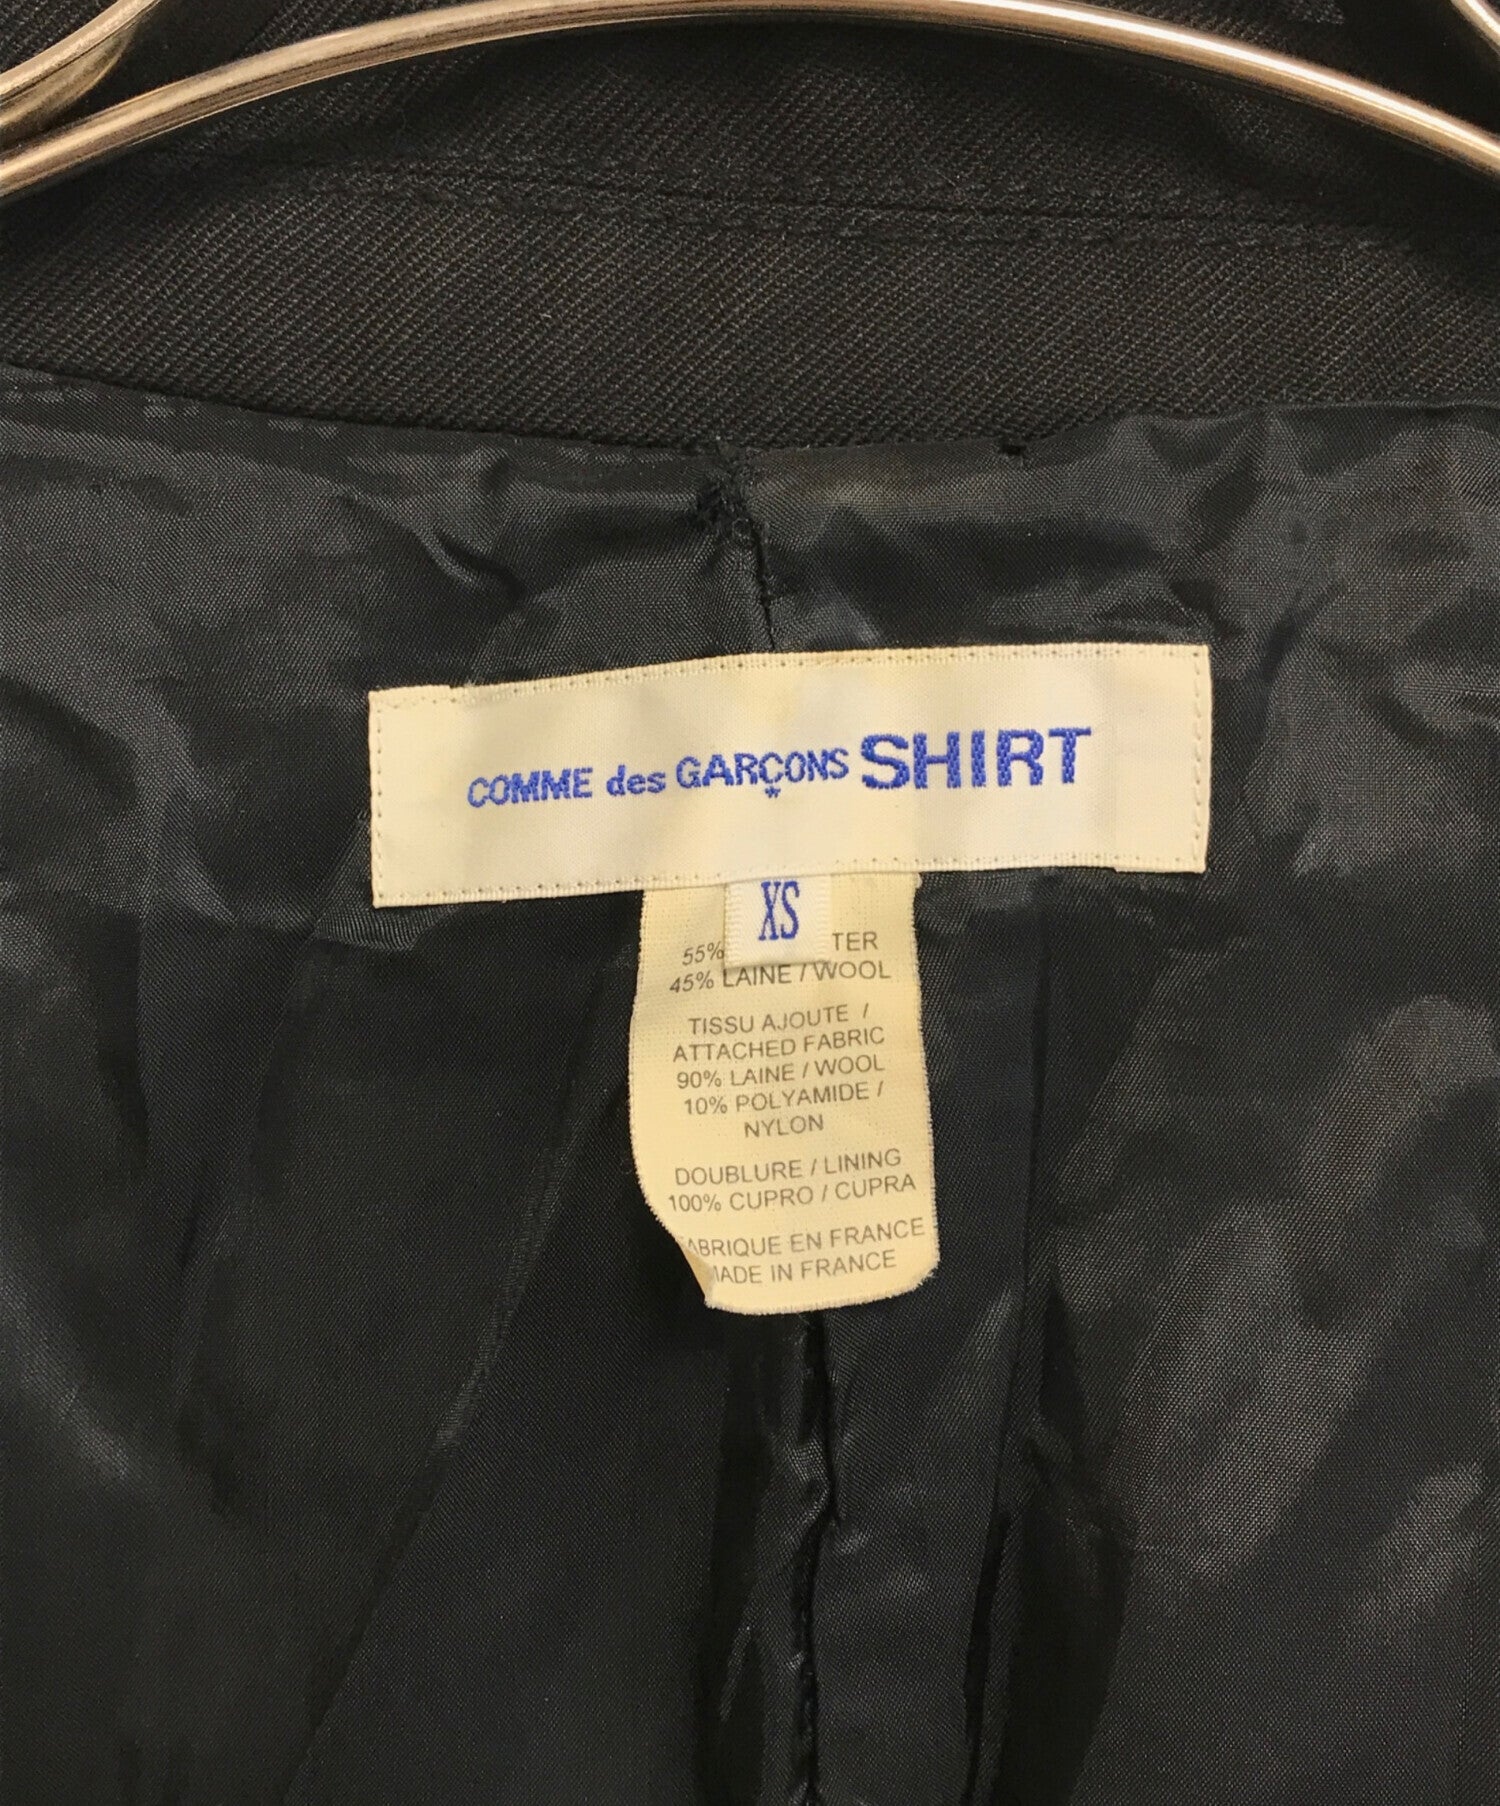 COMME des GARÇONS SHIRT
XS
55% TER
45% LAINE / WOOL
TISSU AJOUTE /
ATTACHED FABRIC
90% LAINE / WOOL
10% POLYAMIDE /
NYLON
DOUBLURE / LINING
100% CUPRO / CUPRA
ABRIQUE EN FRANCE
MADE IN FRANCE